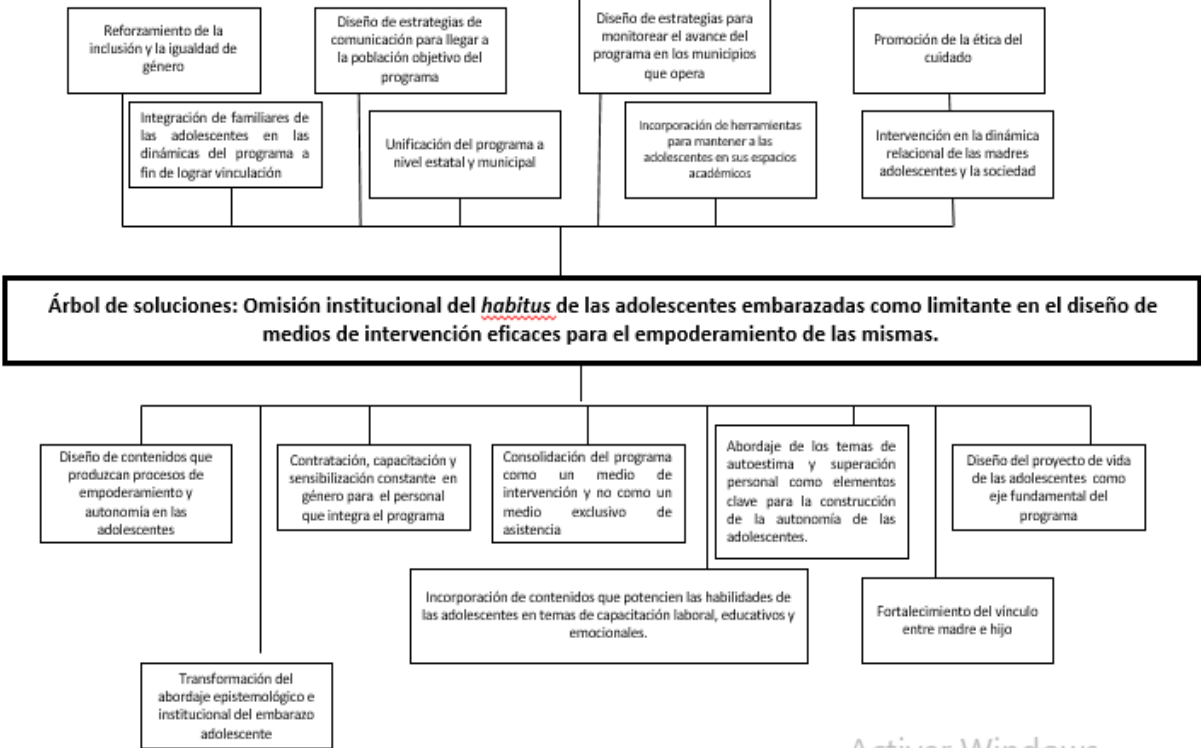 Reforzamiento de la
inclusión y la igualdad de
género
Diseño de estrategias de
comunicación para llegar a
la población objetivo del
programa
Diseño de estrategias para
monitorear el avance del
programa en los municipios
que opera
Promoción de la ética del
cuidado
Integración de familiares de
las adolescentes en las
dinámicas del programa a
fin de lograr vinculación
Unificación del programa a
nivel estatal y municipal
Incorporación de herramientas
para mantener a las
adolescentes en sus espacios
académicos
Intervención en la dinámica
relacional de las madres
adolescentes y la sociedad
Árbol de soluciones: Omisión institucional del habitus de las adolescentes embarazadas como limitante en el diseño de
medios de intervención eficaces para el empoderamiento de las mismas.
Diseño de contenidos que
produzcan procesos de
empoderamiento y
autonomía en las
adolescentes
Contratación, capacitación y
sensibilización constante en
género para el personal
que integra el programa
Consolidación del programa
como un medio de
intervención y no como un
medio exclusivo de
asistencia
Abordaje de los temas de
autoestima y superación
personal como elementos
clave para la construcción
de la autonomía de las
adolescentes.
Diseño del proyecto de vida
de las adolescentes como
eje fundamental del
programa
Incorporación de contenidos que potencien las habilidades de
las adolescentes en temas de capacitación laboral, educativos y
emocionales.
Fortalecimiento del vínculo
entre madre e hijo
Transformación del
abordaje epistemológico e
institucional del embarazo
adolescente
Activar Windows